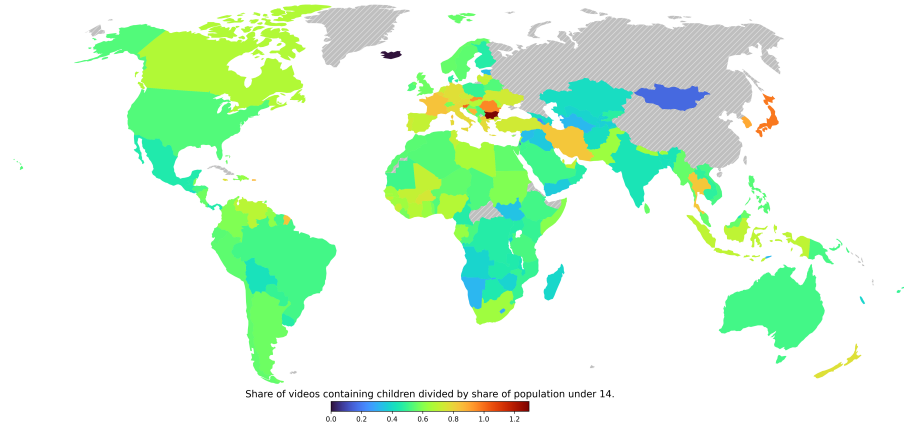 Share of videos containing children divided by share of population under 14.
0.0 0.2 0.4 0.6 0.8 1.0 1.2